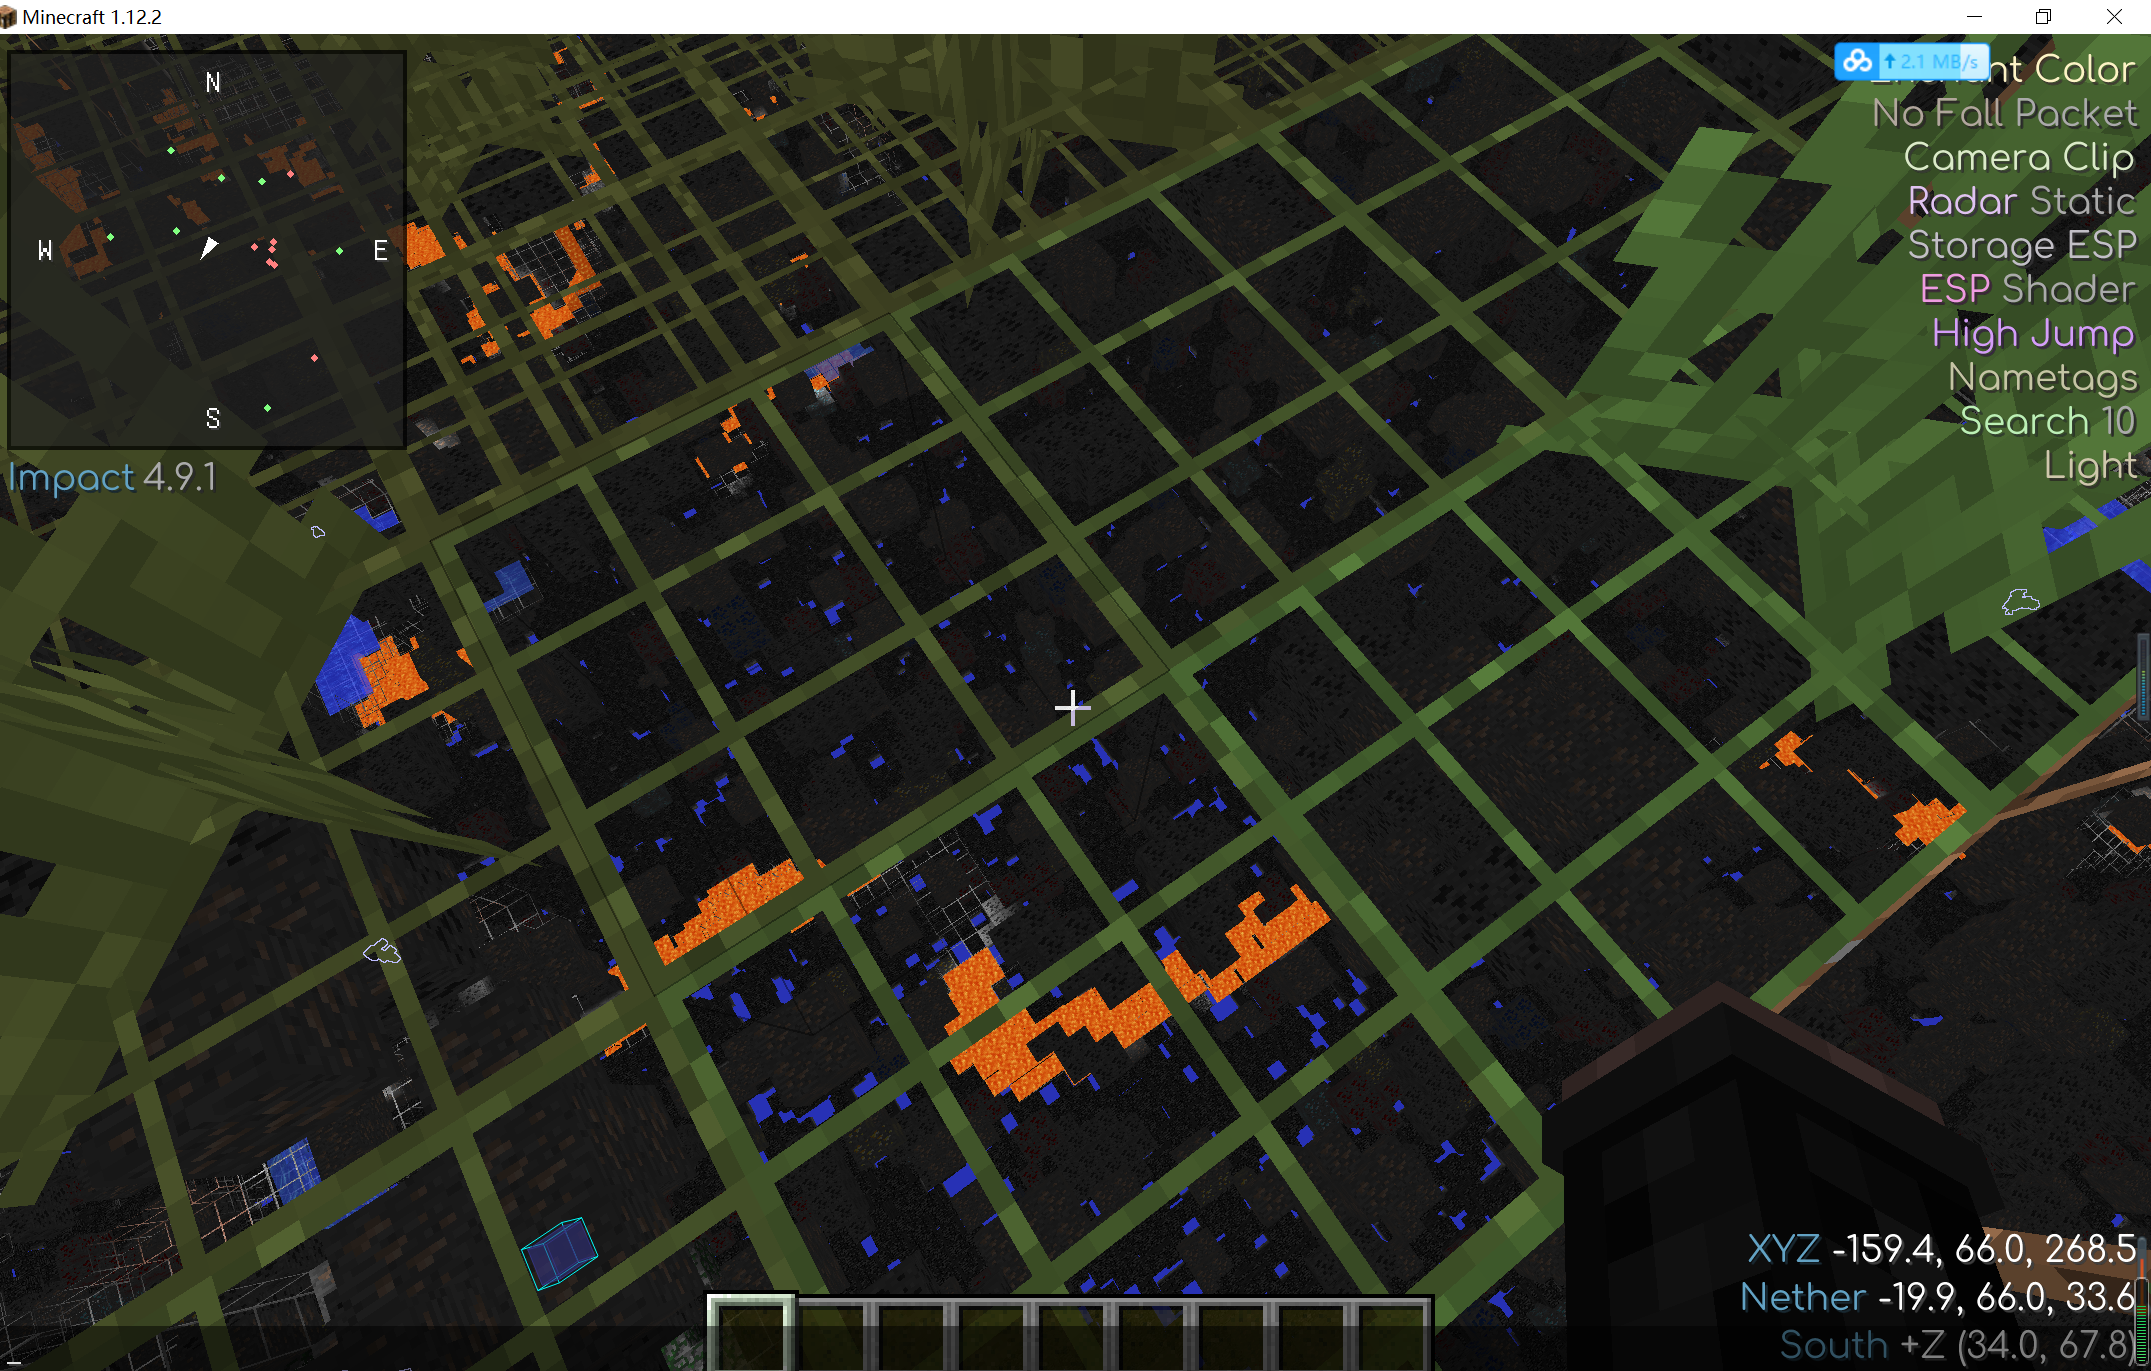 Minecraft 1.12.2
N
W
E
S
Impact 4.9.1
2.1 MB/s
Color
No Fall Packet
Camera Clip
Radar Static
Storage ESP
ESP Shader
High Jump
Nametags
Search 10
Light
XYZ -159.4, 66.0, 268.5
Nether -19.9, 66.0, 33.6
South +Z (34.0, 67.8)